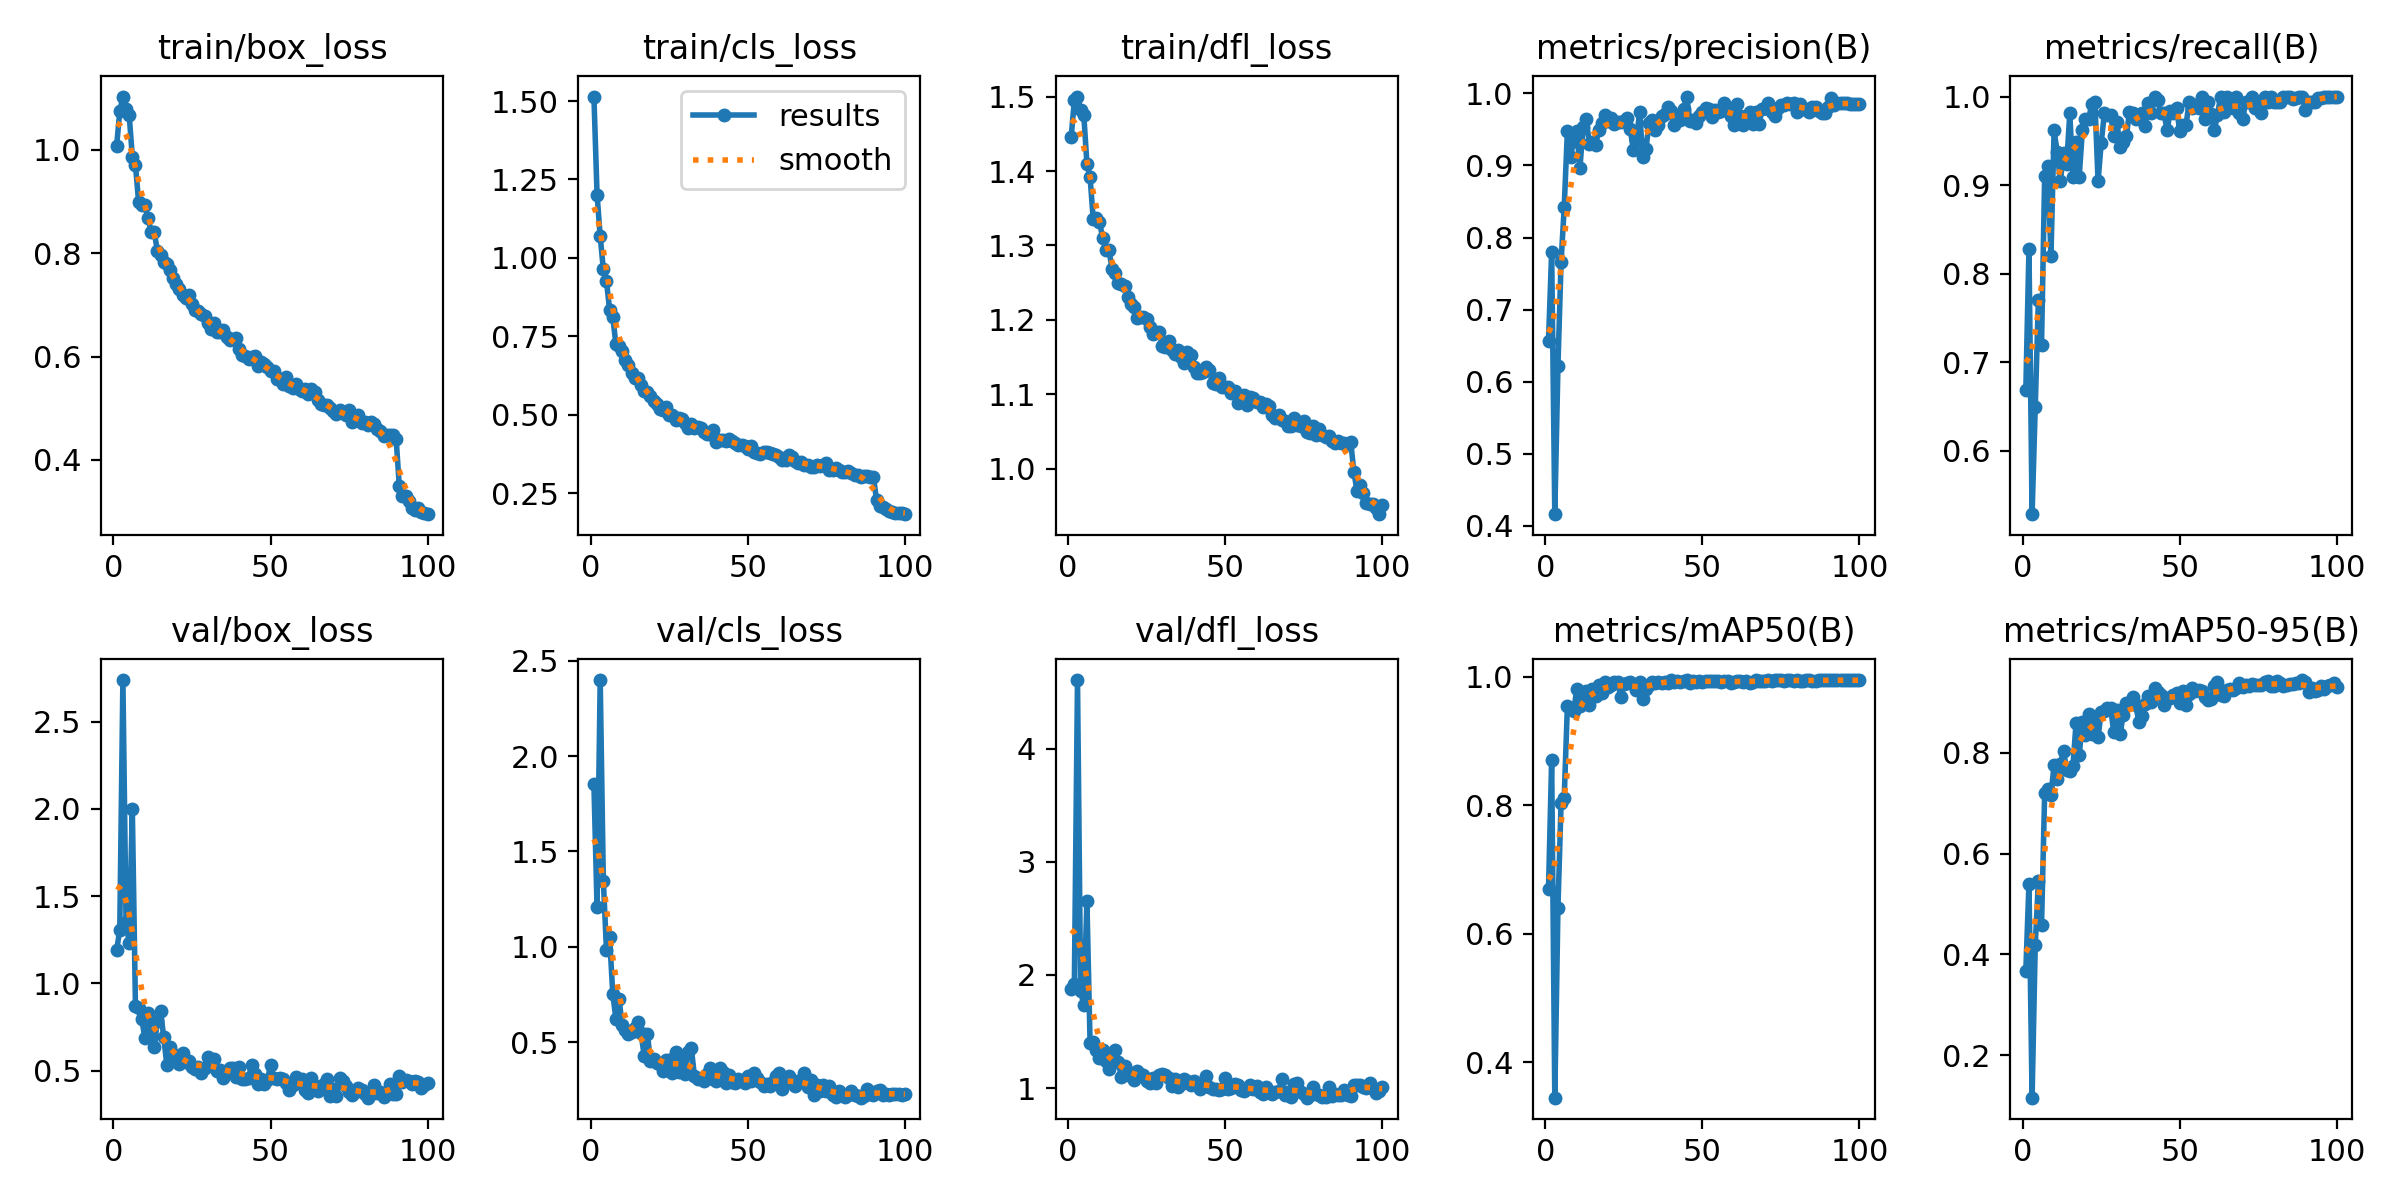 train/box_loss
1.0
0.8
0.6
0.4
0 50 100
train/cls_loss
results
smooth
1.50
1.25
1.00
0.75
0.50
0.25
0 50 100
train/dfl_loss
1.5
1.4
1.3
1.2
1.1
1.0
0 50 100
metrics/precision(B)
1.0
0.9
0.8
0.7
0.6
0.5
0.4
0 50 100
metrics/recall(B)
1.0
0.9
0.8
0.7
0.6
0 50 100
val/box_loss
2.5
2.0
1.5
1.0
0.5
0 50 100
val/cls_loss
2.5
2.0
1.5
1.0
0.5
0 50 100
val/dfl_loss
4
3
2
1
0 50 100
metrics/mAP50(B)
1.0
0.8
0.6
0.4
0 50 100
metrics/mAP50-95(B)
0.8
0.6
0.4
0.2
0 50 100